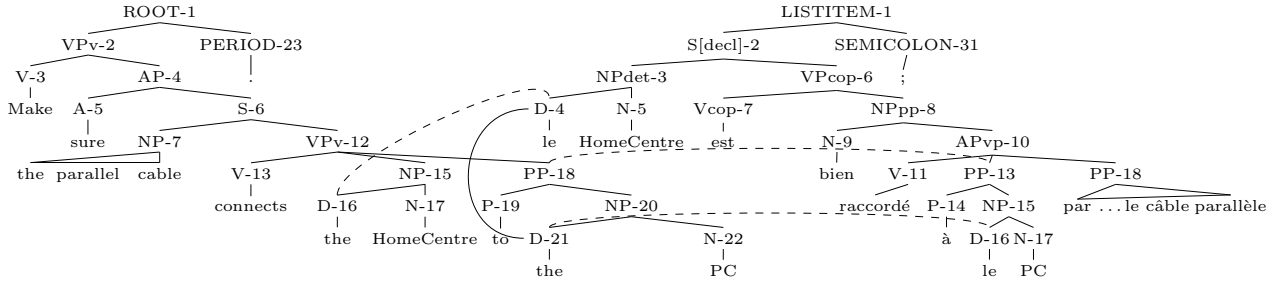 ROOT-1 LISTITEM-1
VPv-2 PERIOD-23 S[decl]-2 SEMICOLON-31
V-3 AP-4 . NPdet-3 VPcop-6 ;
Make A-5 S-6 D-4 N-5 Vcop-7 NPpp-8
sure NP-7 VPv-12 le HomeCentre est N-9 APvp-10
the parallel cable V-13 NP-15 PP-18 bien V-11 PP-13 PP-18
connects D-16 N-17 P-19 NP-20 raccordé P-14 NP-15 par ... le câble parallèle
the HomeCentre to D-21 N-22 à D-16 N-17
the PC le PC